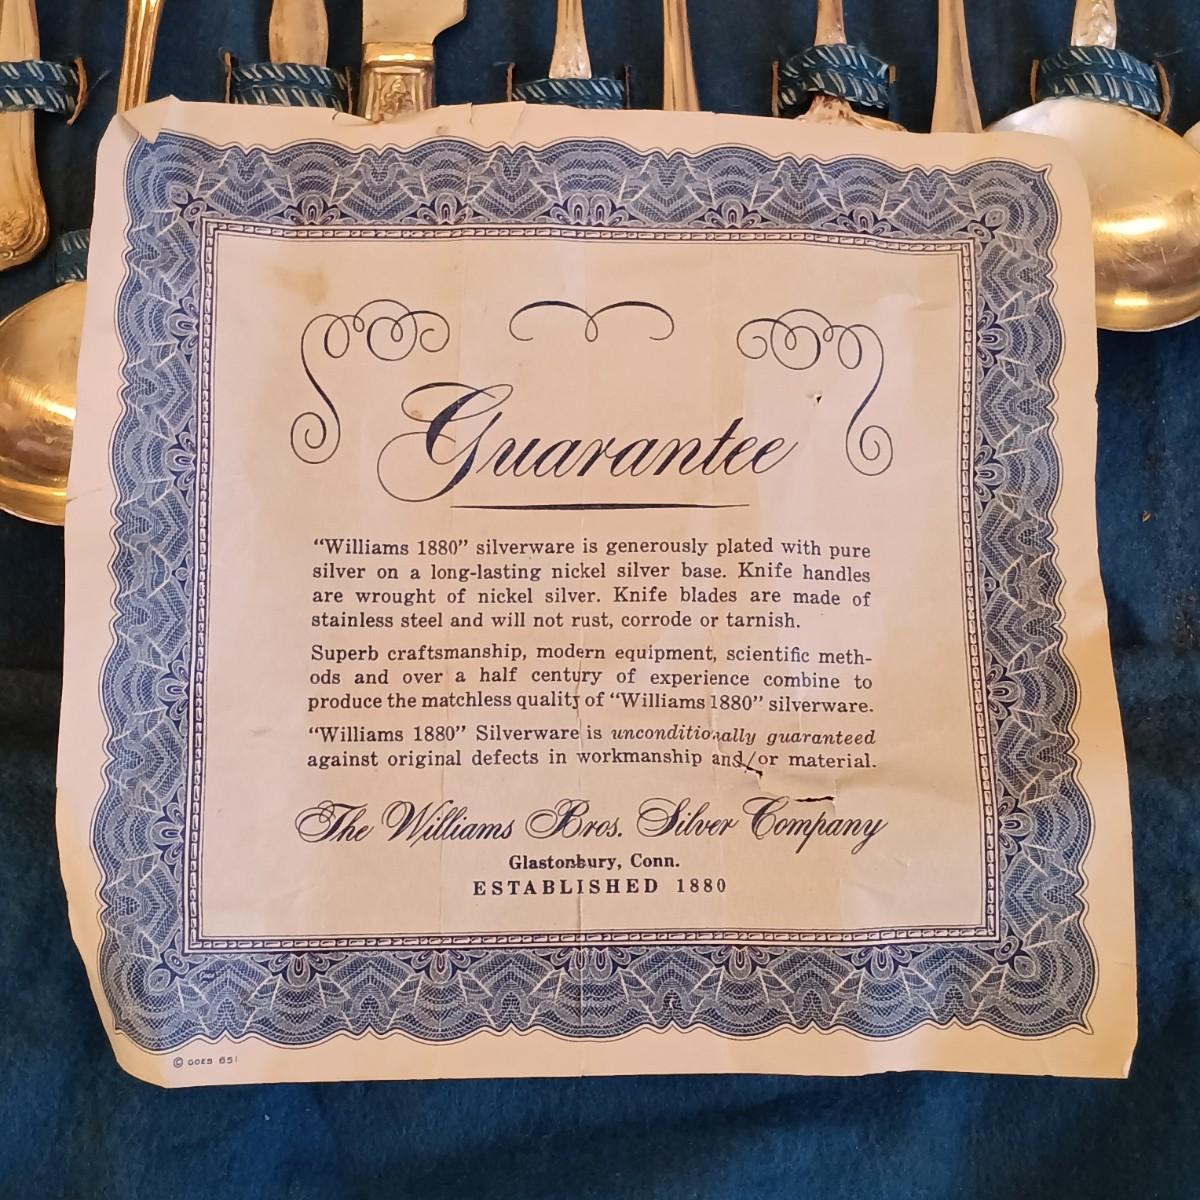 Guarantee
“Williams 1880” silverware is generously plated with pure
silver on a long-lasting nickel silver base. Knife handles
are wrought of nickel silver. Knife blades are made of
stainless steel and will not rust, corrode or tarnish.
Superb craftsmanship, modern equipment, scientific meth-
ods and over a half century of experience combine to
produce the matchless quality of “Williams 1880” silverware.
“Williams 1880” Silverware is unconditionally guaranteed
against original defects in workmanship and/or material.
The Williams Bros. Silver Company
Glastonbury, Conn.
ESTABLISHED 1880
© GOES 651